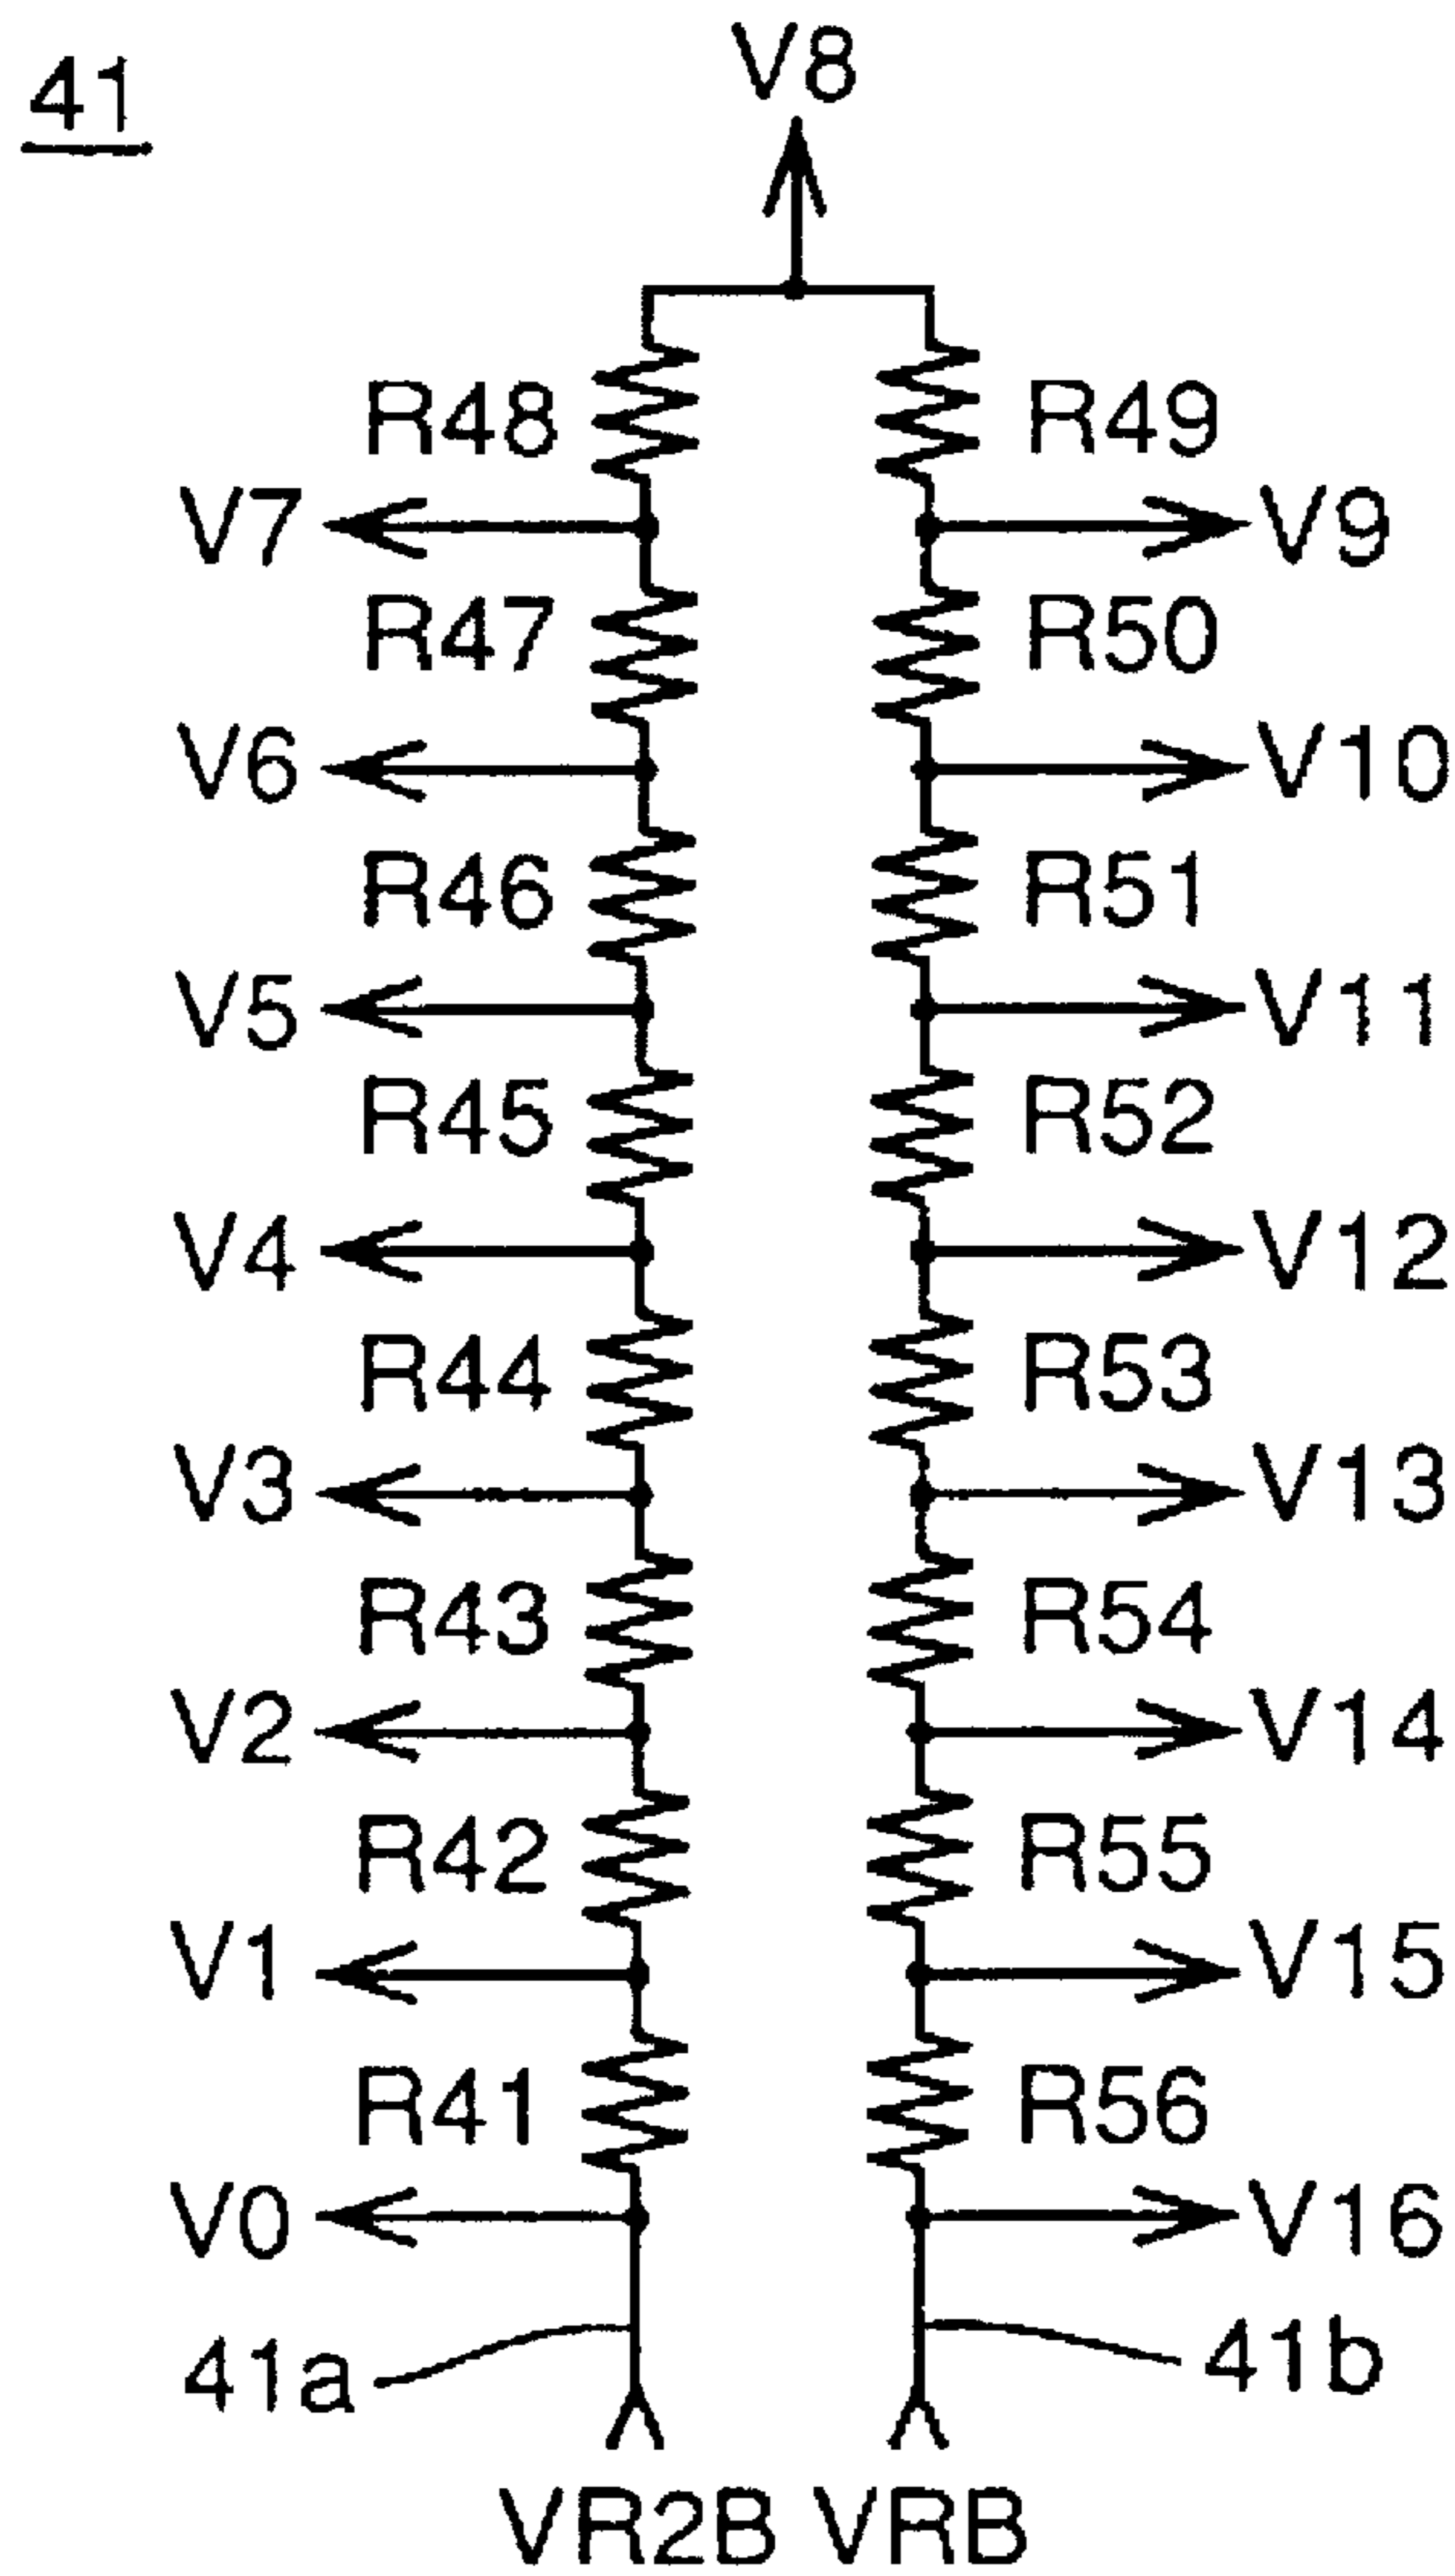 41
V8
R48 R49
V7 V9
R47 R50
V6 V10
R46 R51
V5 V11
R45 R52
V4 V12
R44 R53
V3 V13
R43 R54
V2 V14
R42 R55
V1 V15
R41 R56
V0 V16
41a 41b
VR2B VRB